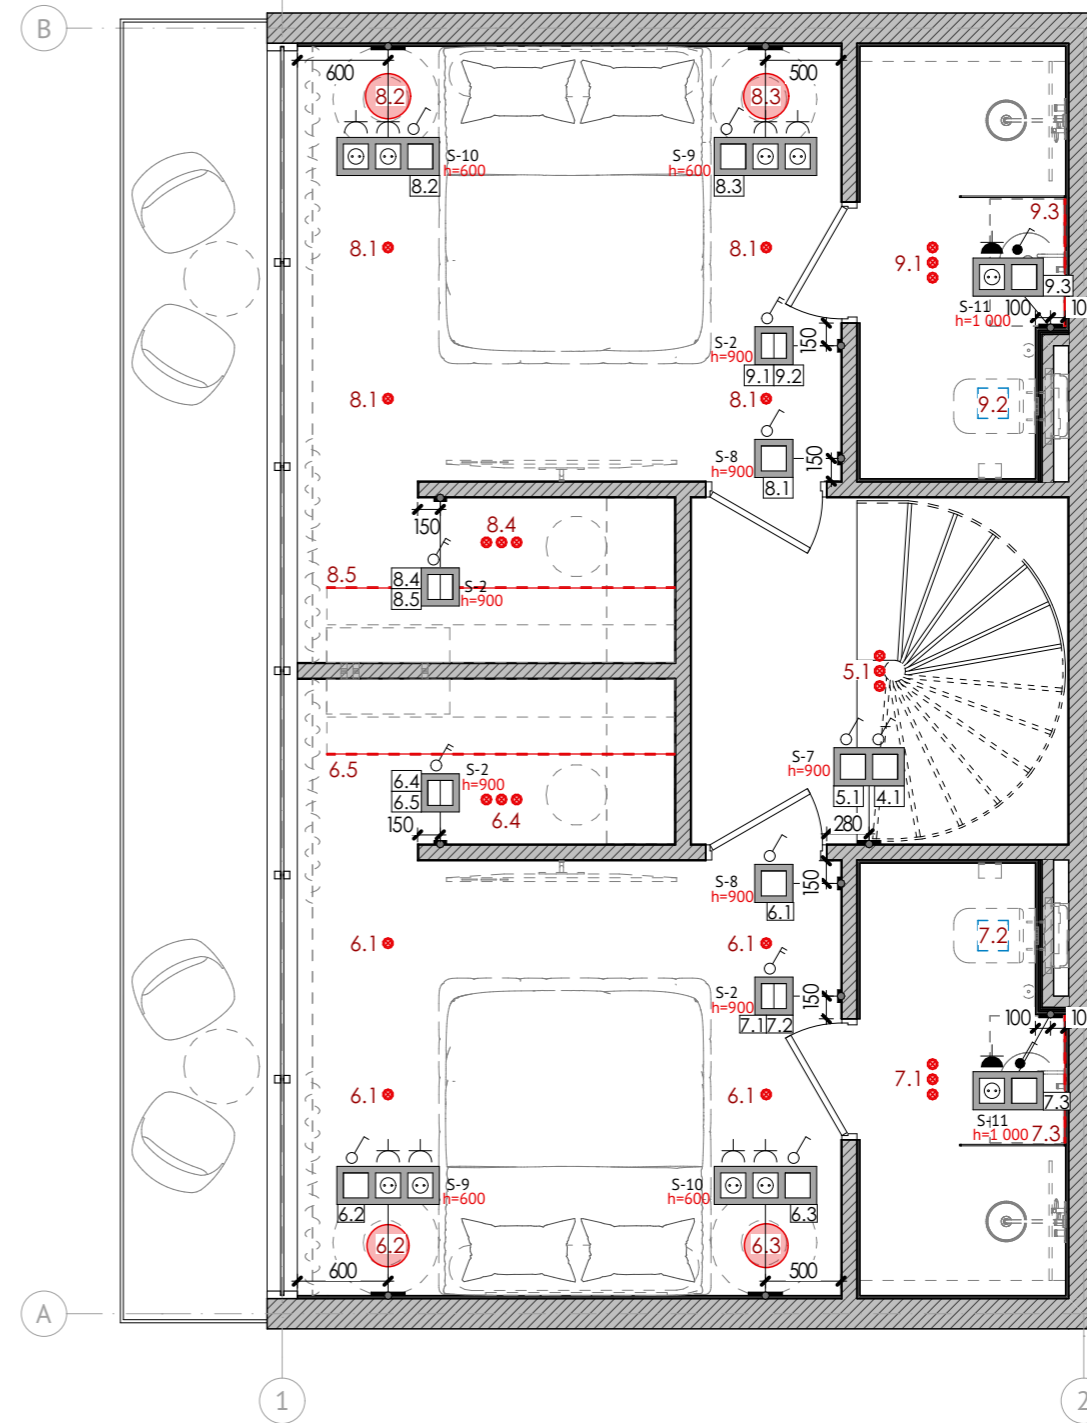 B
600
500
8.2
8.3
S-10
h=600
8.2
S-9
h=600
8.3
9.3
8.1
8.1
9.1
9.3
S-11
h=1 000
100
10
S-2
h=900
150
9.1 9.2
8.1
8.1
9.2
S-8
h=900
150
8.1
150
8.4
8.5
8.4
8.5
S-2
h=900
5.1
6.5
6.4
6.5
S-2
h=900
6.4
150
S-7
h=900
5.1
4.1
280
S-8
h=900
150
6.1
6.1
6.1
7.2
S-2
h=900
150
7.1 7.2
100
10
6.1
6.1
7.1
7.3
S-11
h=1 000
7.3
S-9
h=600
6.2
S-10
h=600
6.3
6.2
6.3
600
500
A
1
2